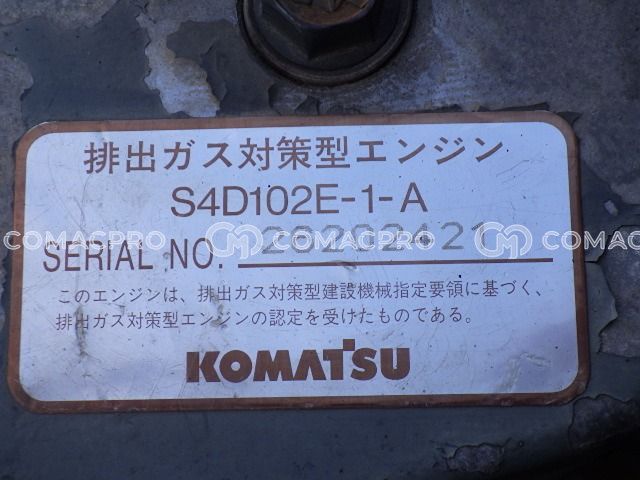 排出ガス対策型エンジン
S4D102E-1-A
SERIAL NO. 26202421
このエンジンは、排出ガス対策型建設機械指定要領に基づく、
排出ガス対策型エンジンの認定を受けたものである。
KOMATSU
COMACPRO COMACPRO COMACPRO